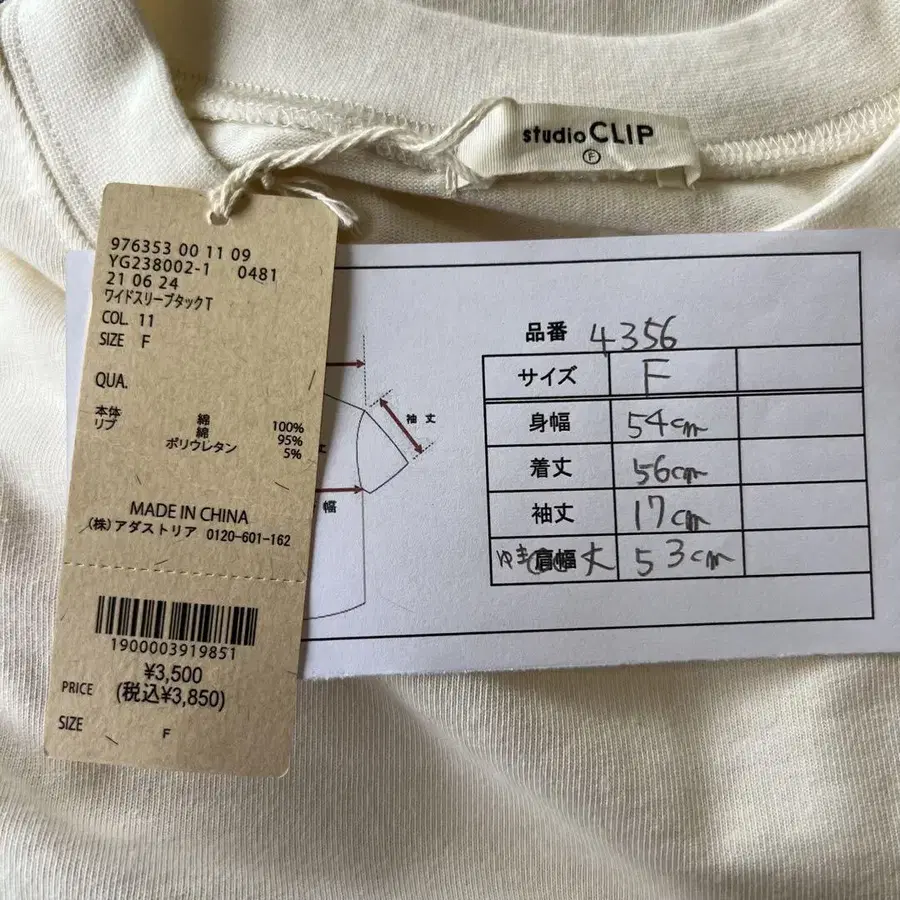 studio CLIP
F
976353 00 11 09
YG238002-1 0481
21 06 24
ワイドスリーブタックT
COL. 11
SIZE F
QUA.
本体 綿 100%
リブ 綿 95%
ポリウレタン 5%
MADE IN CHINA
(株)アダストリア 0120-601-162
1900003919851
¥3,500
PRICE (税込¥3,850)
SIZE F
袖丈
丈
幅
品番 4356
サイズ F
身幅 54cm
着丈 56cm
袖丈 17cm
ゆき肩幅丈 53cm